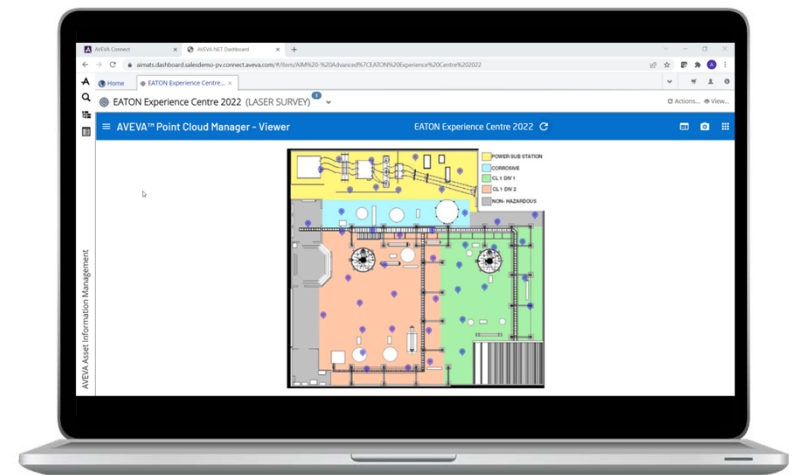 AVEVA Connect
AVEVA NET Dashboard
aimats.dashboard.salesdemo-pv.connect.aveva.com/#/Items/AIM%20-%20Advanced%7CEATON%20Experience%20Centre%202022
Home
EATON Experience Centre...
EATON Experience Centre 2022 (LASER SURVEY)
Actions...
View...
AVEVA™ Point Cloud Manager - Viewer
EATON Experience Centre 2022
POWER SUB STATION
CORROSIVE
CL 1 DIV 1
CL 1 DIV 2
NON- HAZARDOUS
AVEVA Asset Information Management